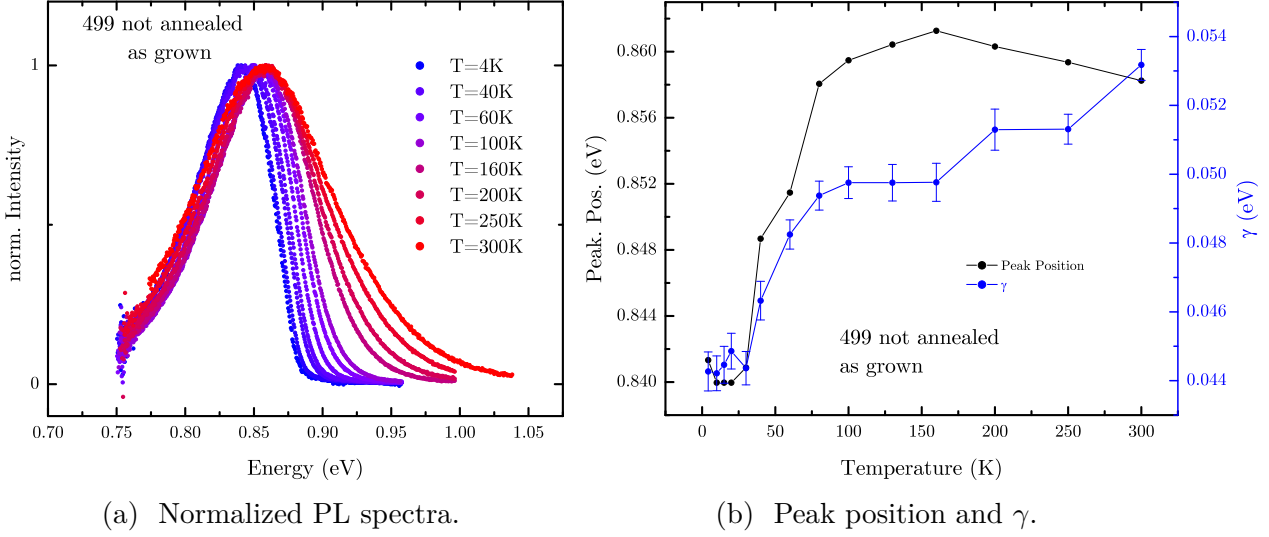 499 not annealed
as grown
norm. Intensity
1
0
T=4K
T=40K
T=60K
T=100K
T=160K
T=200K
T=250K
T=300K
0.70
0.75
0.80
0.85
0.90
0.95
1.00
1.05
Energy (eV)
(a) Normalized PL spectra.
Peak. Pos. (eV)
0.860
0.856
0.852
0.848
0.844
0.840
0.054
0.052
0.050
0.048
0.046
0.044
γ (eV)
Peak Position
γ
499 not annealed
as grown
0
50
100
150
200
250
300
Temperature (K)
(b) Peak position and γ.